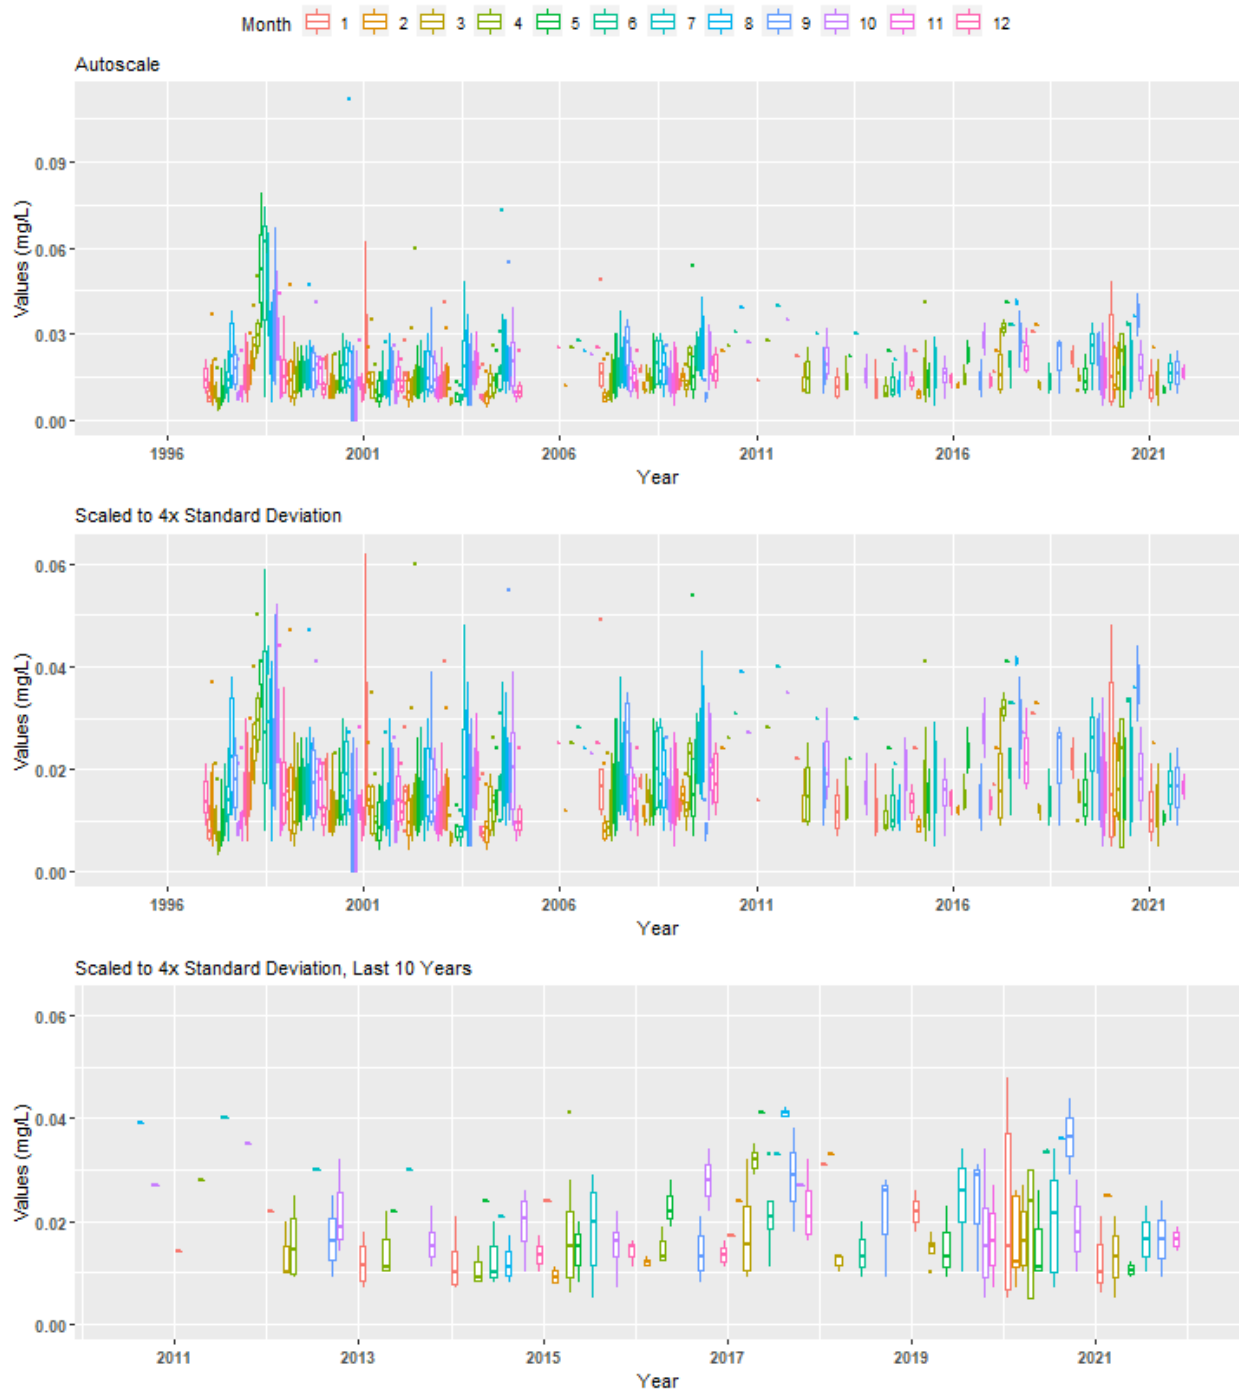 Month 1 2 3 4 5 6 7 8 9 10 11 12
Autoscale
Values (mg/L)
0.09
0.06
0.03
0.00
1996 2001 2006 2011 2016 2021
Year
Scaled to 4x Standard Deviation
Values (mg/L)
0.06
0.04
0.02
0.00
1996 2001 2006 2011 2016 2021
Year
Scaled to 4x Standard Deviation, Last 10 Years
Values (mg/L)
0.06
0.04
0.02
0.00
2011 2013 2015 2017 2019 2021
Year